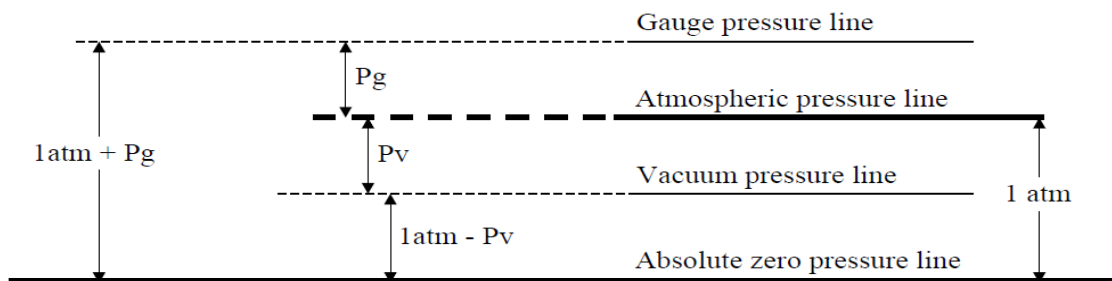 Gauge pressure line
Pg
Atmospheric pressure line
1atm + Pg
Pv
Vacuum pressure line
1 atm
1atm - Pv
Absolute zero pressure line